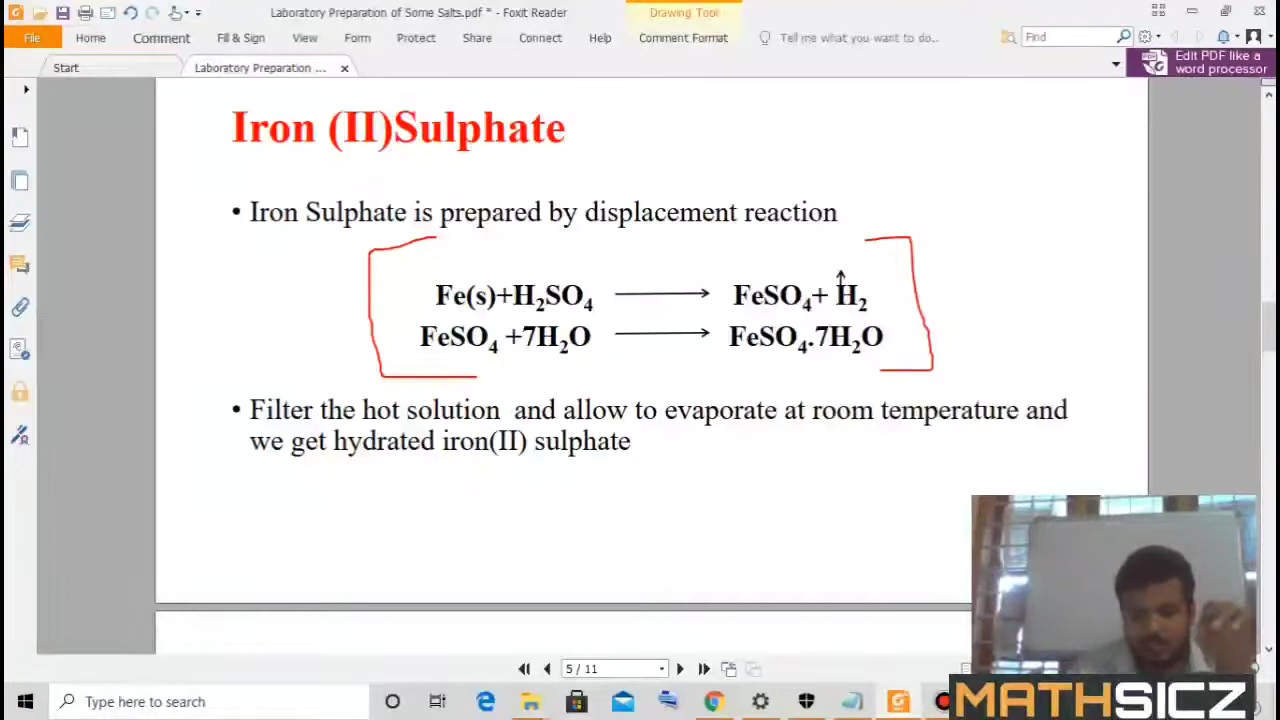 Laboratory Preparation of Some Salts.pdf * - Foxit Reader
Drawing Tool
File Home Comment Fill & Sign View Form Protect Share Connect Help Comment Format Tell me what you want to do... Find
Start
Laboratory Preparation ...
Edit PDF like a
word processor
Iron (II)Sulphate
• Iron Sulphate is prepared by displacement reaction
Fe(s)+H₂SO₄ ⟶ FeSO₄+ H₂ ↑
FeSO₄ +7H₂O ⟶ FeSO₄.7H₂O
• Filter the hot solution and allow to evaporate at room temperature and
we get hydrated iron(II) sulphate
5 / 11
Type here to search
MATHSICZ